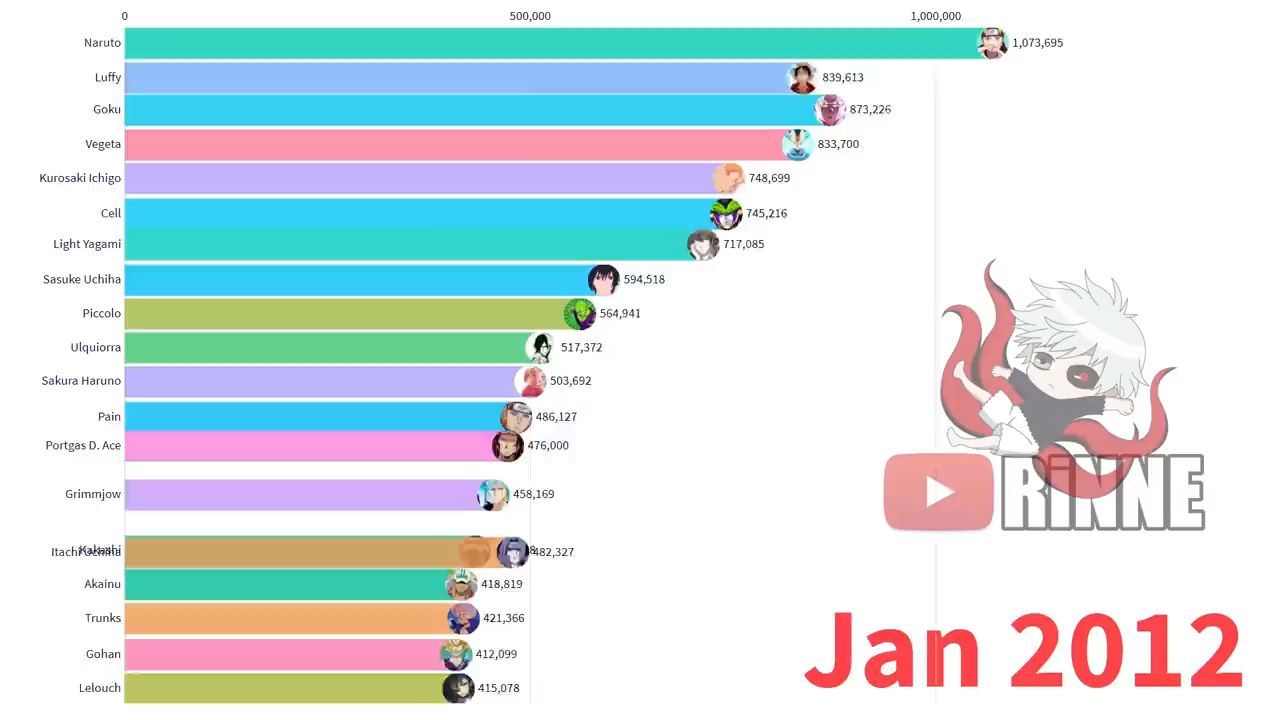 0 500,000 1,000,000
Naruto 1,073,695
Luffy 839,613
Goku 873,226
Vegeta 833,700
Kurosaki Ichigo 748,699
Cell 745,216
Light Yagami 717,085
Sasuke Uchiha 594,518
Piccolo 564,941
Ulquiorra 517,372
Sakura Haruno 503,692
Pain 486,127
Portgas D. Ace 476,000
Grimmjow 458,169
Kakashi
Itachi Uchiha 482,327
Akainu 418,819
Trunks 421,366
Gohan 412,099
Lelouch 415,078
RiNNE
Jan 2012